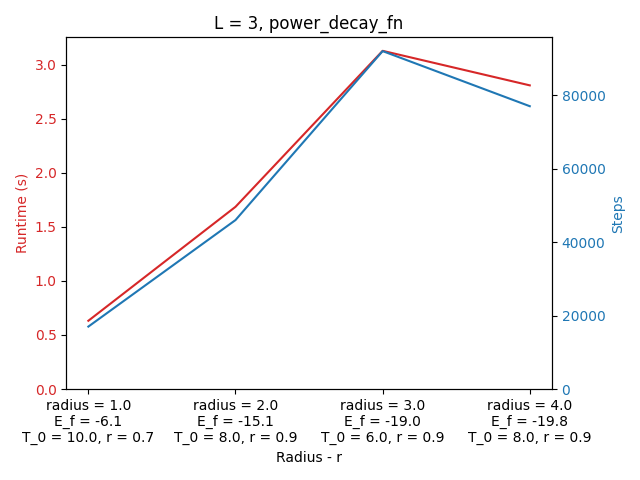 L = 3, power_decay_fn
Runtime (s)
3.0
2.5
2.0
1.5
1.0
0.5
0.0
Steps
80000
60000
40000
20000
0
radius = 1.0
E_f = -6.1
T_0 = 10.0, r = 0.7
radius = 2.0
E_f = -15.1
T_0 = 8.0, r = 0.9
radius = 3.0
E_f = -19.0
T_0 = 6.0, r = 0.9
radius = 4.0
E_f = -19.8
T_0 = 8.0, r = 0.9
Radius - r